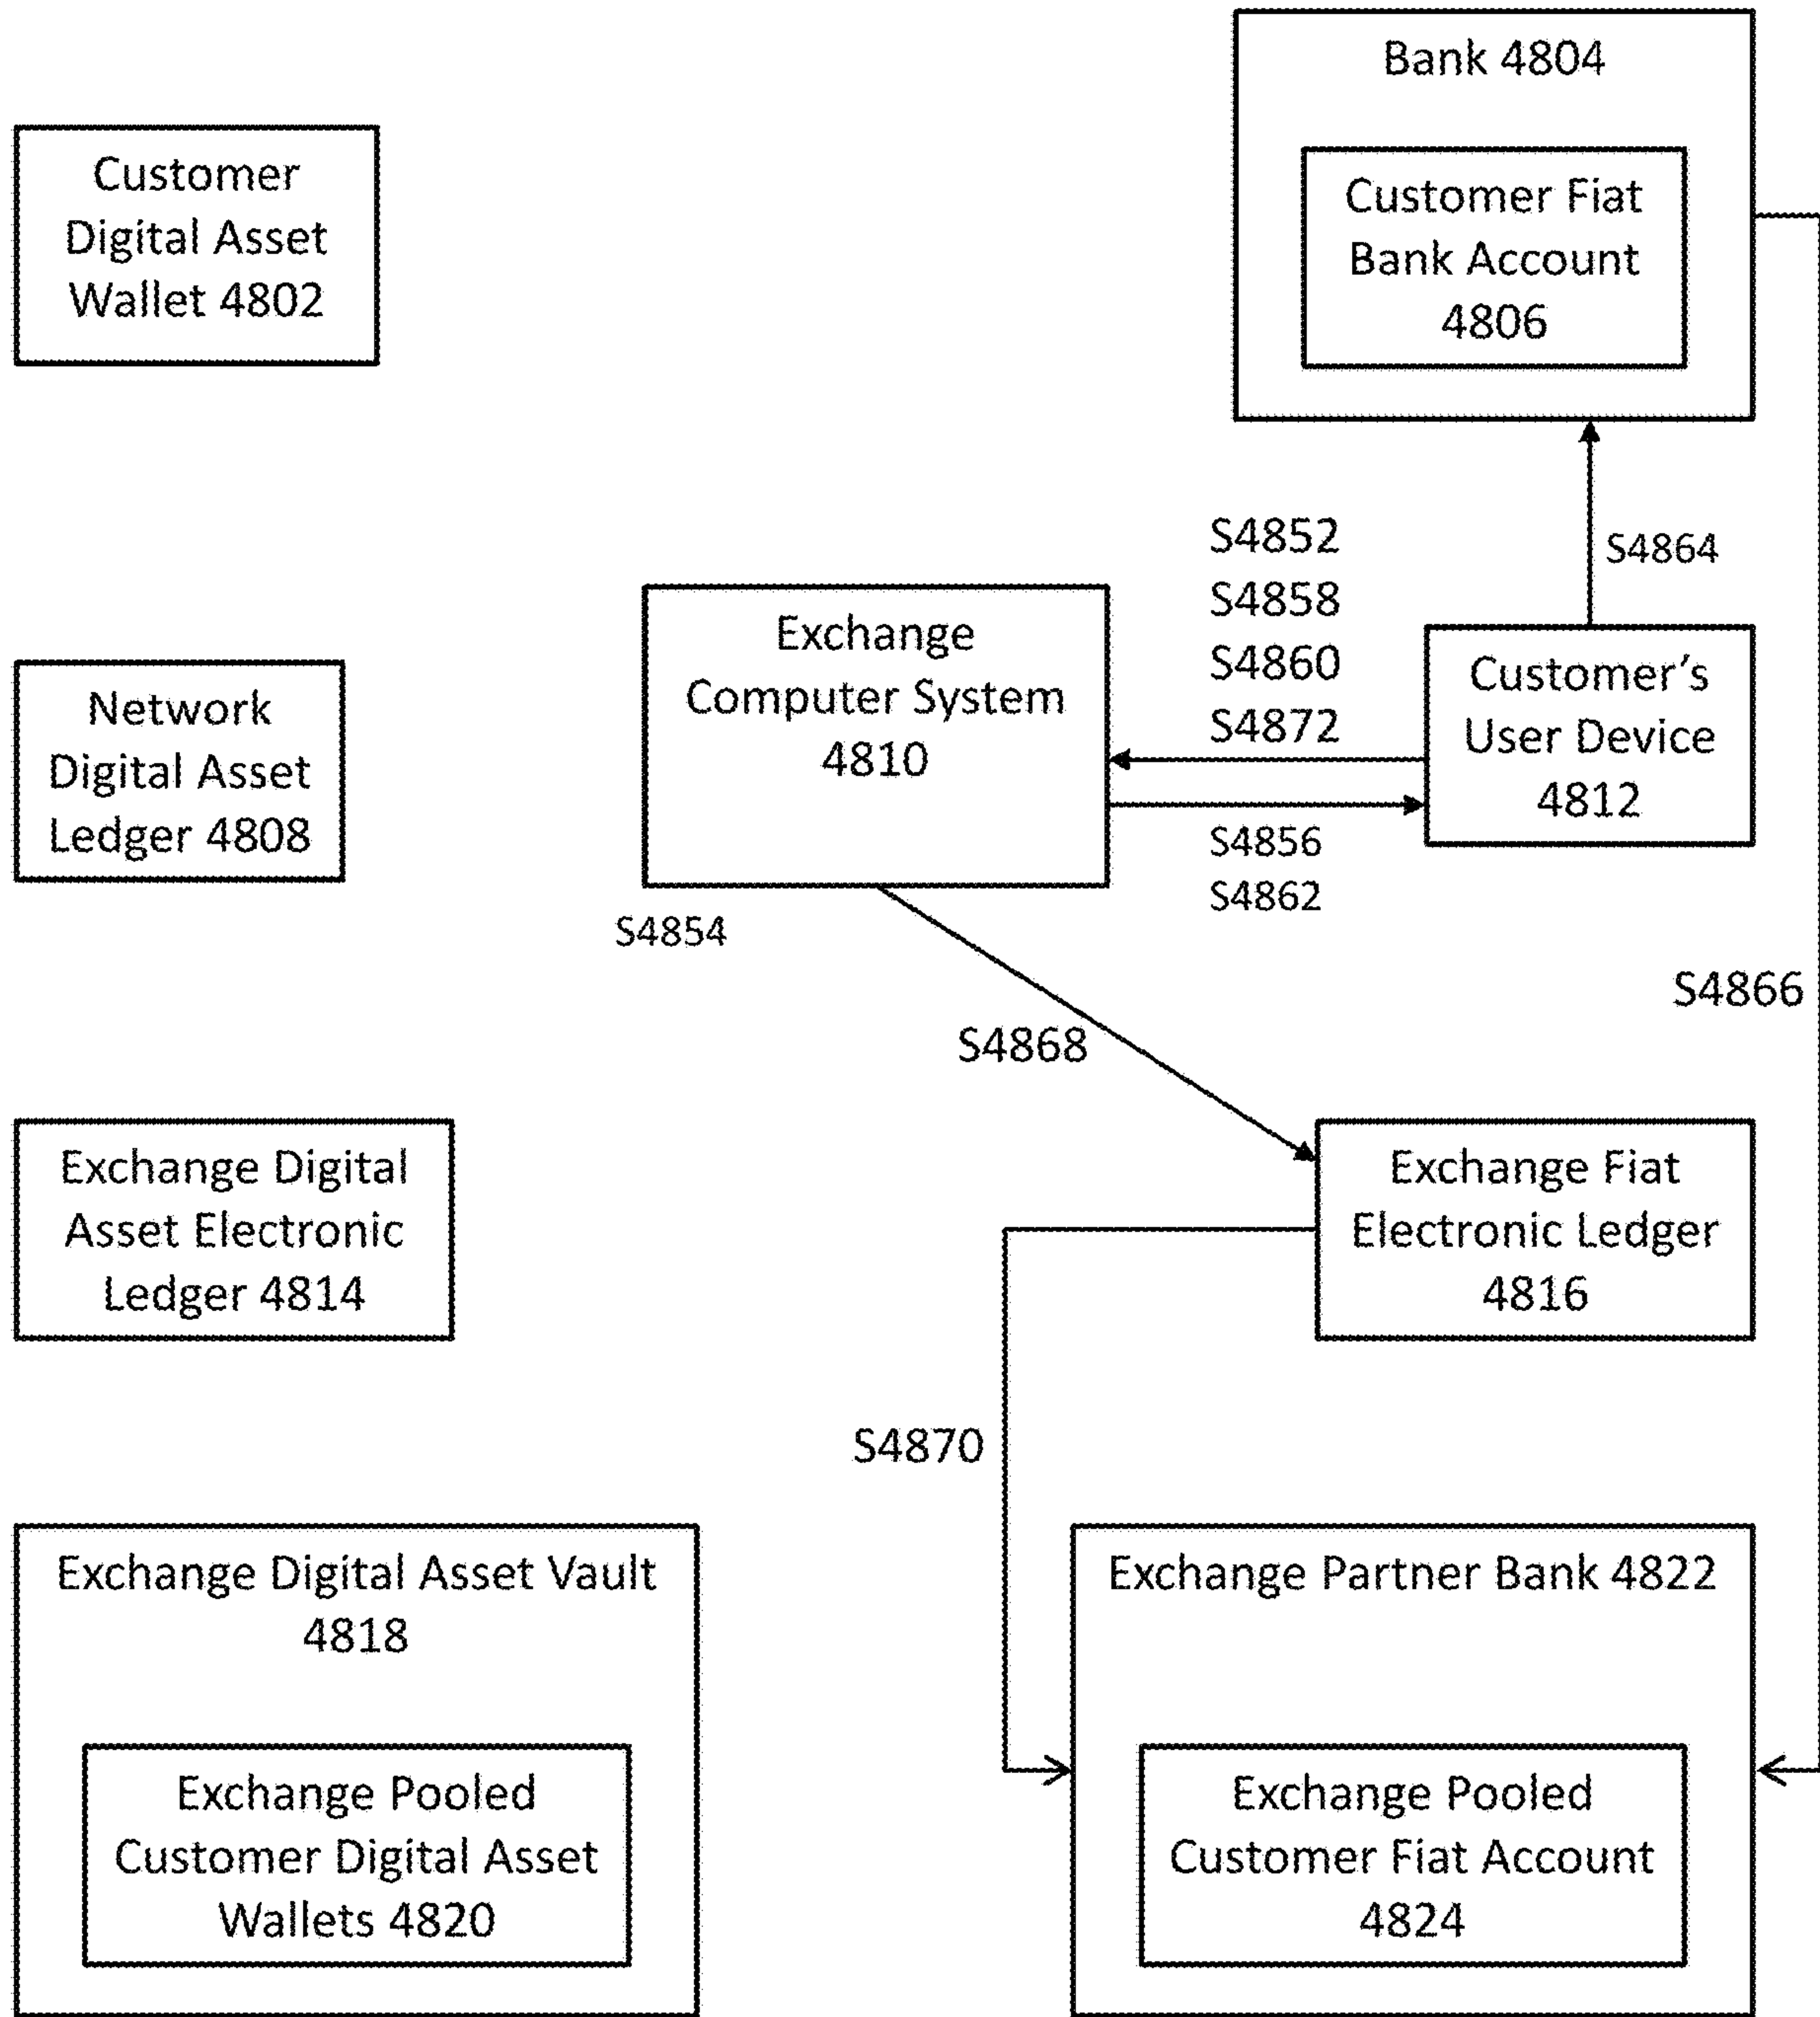 Bank 4804
Customer
Digital Asset
Wallet 4802
Customer Fiat
Bank Account
4806
S4852
S4858
S4860
S4872
S4864
Exchange
Computer System
4810
Customer's
User Device
4812
Network
Digital Asset
Ledger 4808
S4856
S4862
S4854
S4866
S4868
Exchange Digital
Asset Electronic
Ledger 4814
Exchange Fiat
Electronic Ledger
4816
S4870
Exchange Digital Asset Vault
4818
Exchange Partner Bank 4822
Exchange Pooled
Customer Digital Asset
Wallets 4820
Exchange Pooled
Customer Fiat Account
4824